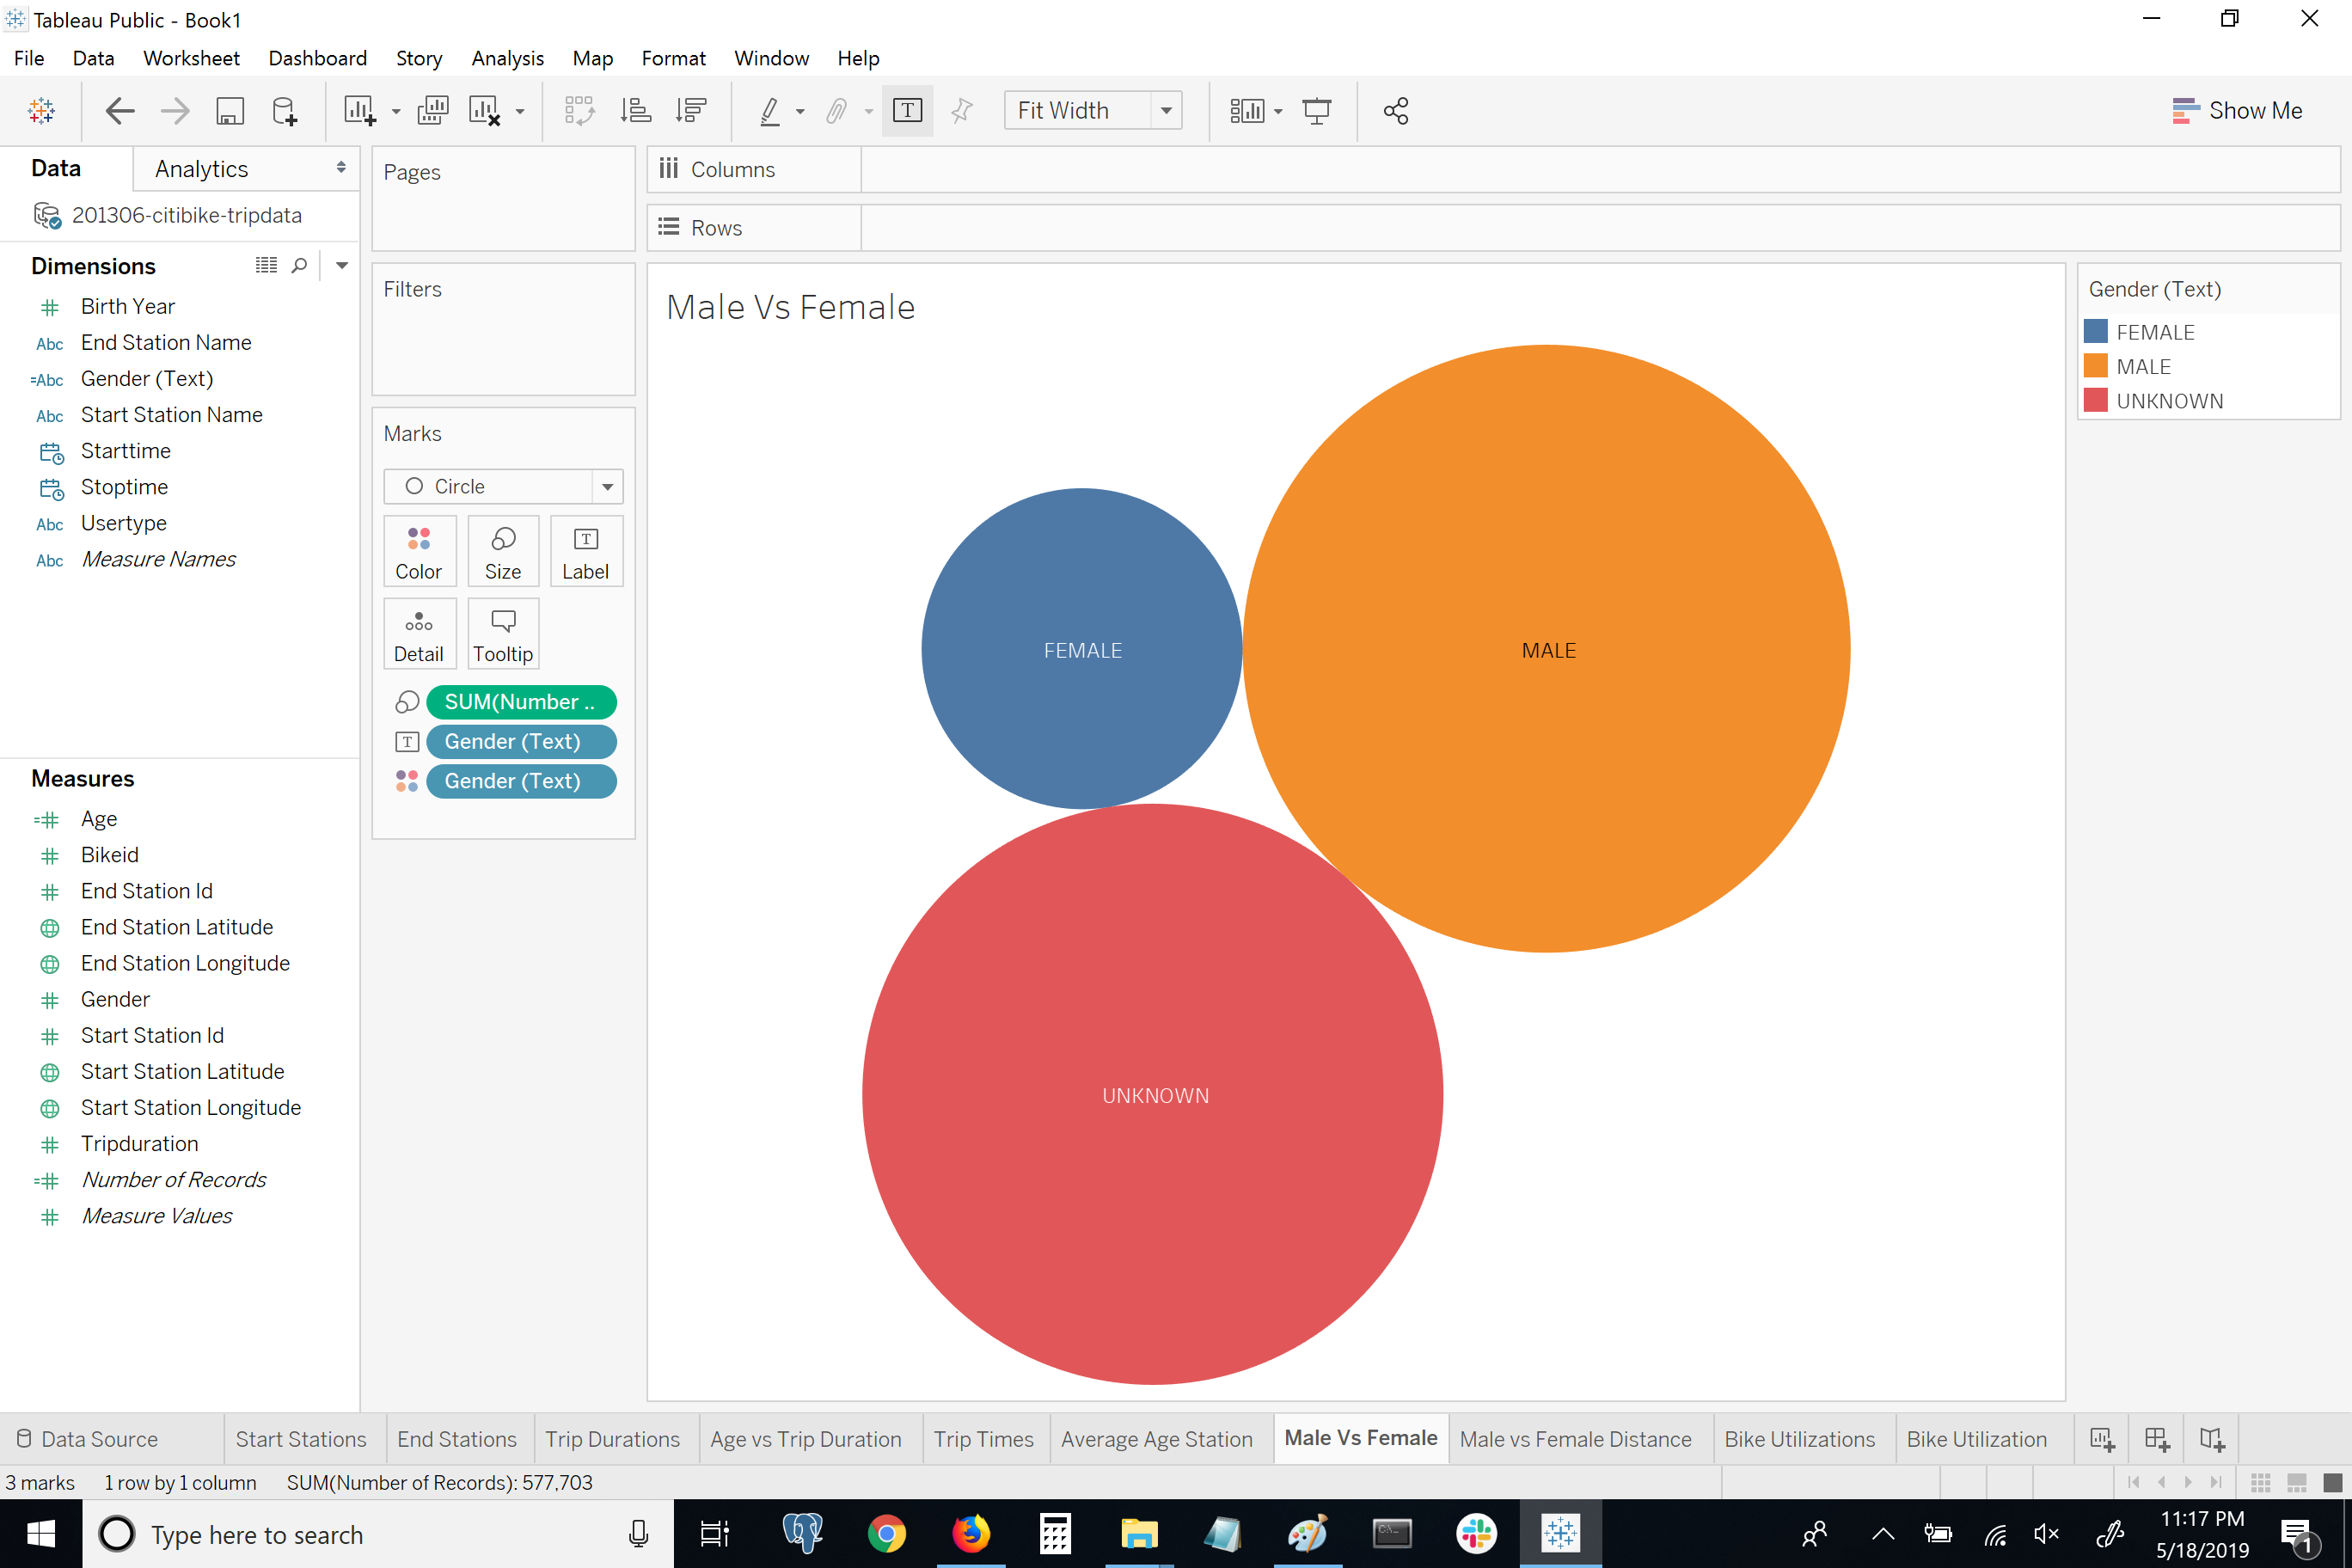 Tableau Public - Book1
File Data Worksheet Dashboard Story Analysis Map Format Window Help
Fit Width
Show Me
Data
Analytics
201306-citibike-tripdata
Dimensions
Birth Year
Abc End Station Name
=Abc Gender (Text)
Abc Start Station Name
Starttime
Stoptime
Abc Usertype
Abc Measure Names
Measures
Age
Bikeid
End Station Id
End Station Latitude
End Station Longitude
Gender
Start Station Id
Start Station Latitude
Start Station Longitude
Tripduration
Number of Records
Measure Values
Pages
Filters
Marks
Circle
Color Size Label
Detail Tooltip
SUM(Number ..
Gender (Text)
Gender (Text)
Columns
Rows
Male Vs Female
FEMALE
MALE
UNKNOWN
Gender (Text)
FEMALE
MALE
UNKNOWN
Data Source Start Stations End Stations Trip Durations Age vs Trip Duration Trip Times Average Age Station Male Vs Female Male vs Female Distance Bike Utilizations Bike Utilization
3 marks 1 row by 1 column SUM(Number of Records): 577,703
Type here to search
11:17 PM
5/18/2019
1